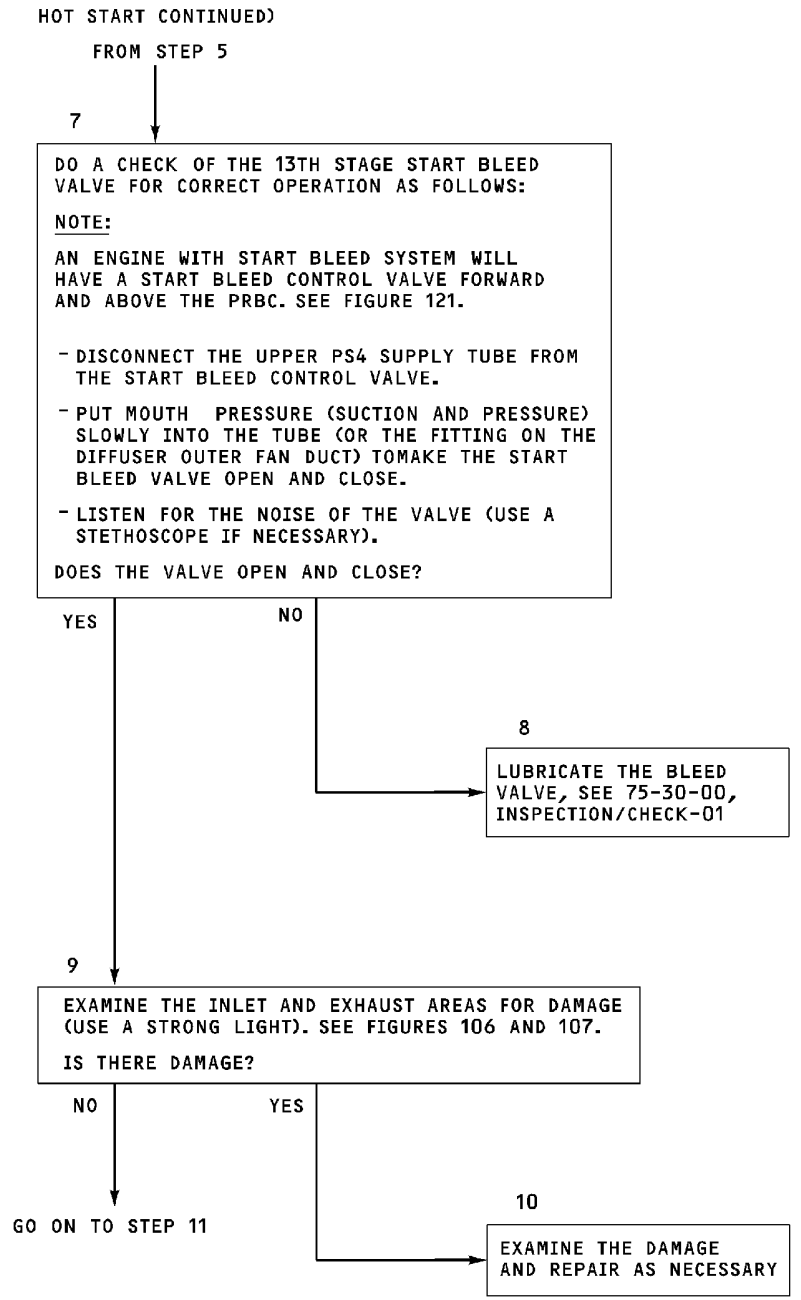 HOT START CONTINUED)
FROM STEP 5
7
DO A CHECK OF THE 13TH STAGE START BLEED
VALVE FOR CORRECT OPERATION AS FOLLOWS:
NOTE:
AN ENGINE WITH START BLEED SYSTEM WILL
HAVE A START BLEED CONTROL VALVE FORWARD
AND ABOVE THE PRBC. SEE FIGURE 121.
- DISCONNECT THE UPPER PS4 SUPPLY TUBE FROM
THE START BLEED CONTROL VALVE.
- PUT MOUTH PRESSURE (SUCTION AND PRESSURE)
SLOWLY INTO THE TUBE (OR THE FITTING ON THE
DIFFUSER OUTER FAN DUCT) TOMAKE THE START
BLEED VALVE OPEN AND CLOSE.
- LISTEN FOR THE NOISE OF THE VALVE (USE A
STETHOSCOPE IF NECESSARY).
DOES THE VALVE OPEN AND CLOSE?
YES
NO
8
LUBRICATE THE BLEED
VALVE, SEE 75-30-00,
INSPECTION/CHECK-01
9
EXAMINE THE INLET AND EXHAUST AREAS FOR DAMAGE
(USE A STRONG LIGHT). SEE FIGURES 106 AND 107.
IS THERE DAMAGE?
NO
YES
GO ON TO STEP 11
10
EXAMINE THE DAMAGE
AND REPAIR AS NECESSARY